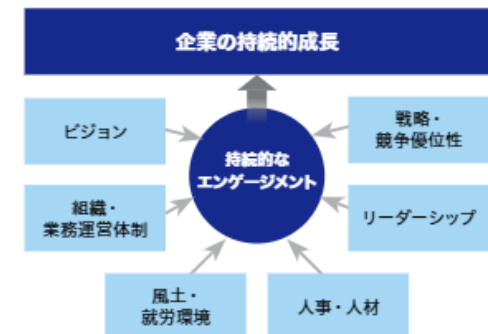 企業の持続的成長
ビジョン
戦略・
競争優位性
持続的な
エンゲージメント
組織・
業務運営体制
リーダーシップ
風土・
就労環境
人事・人材